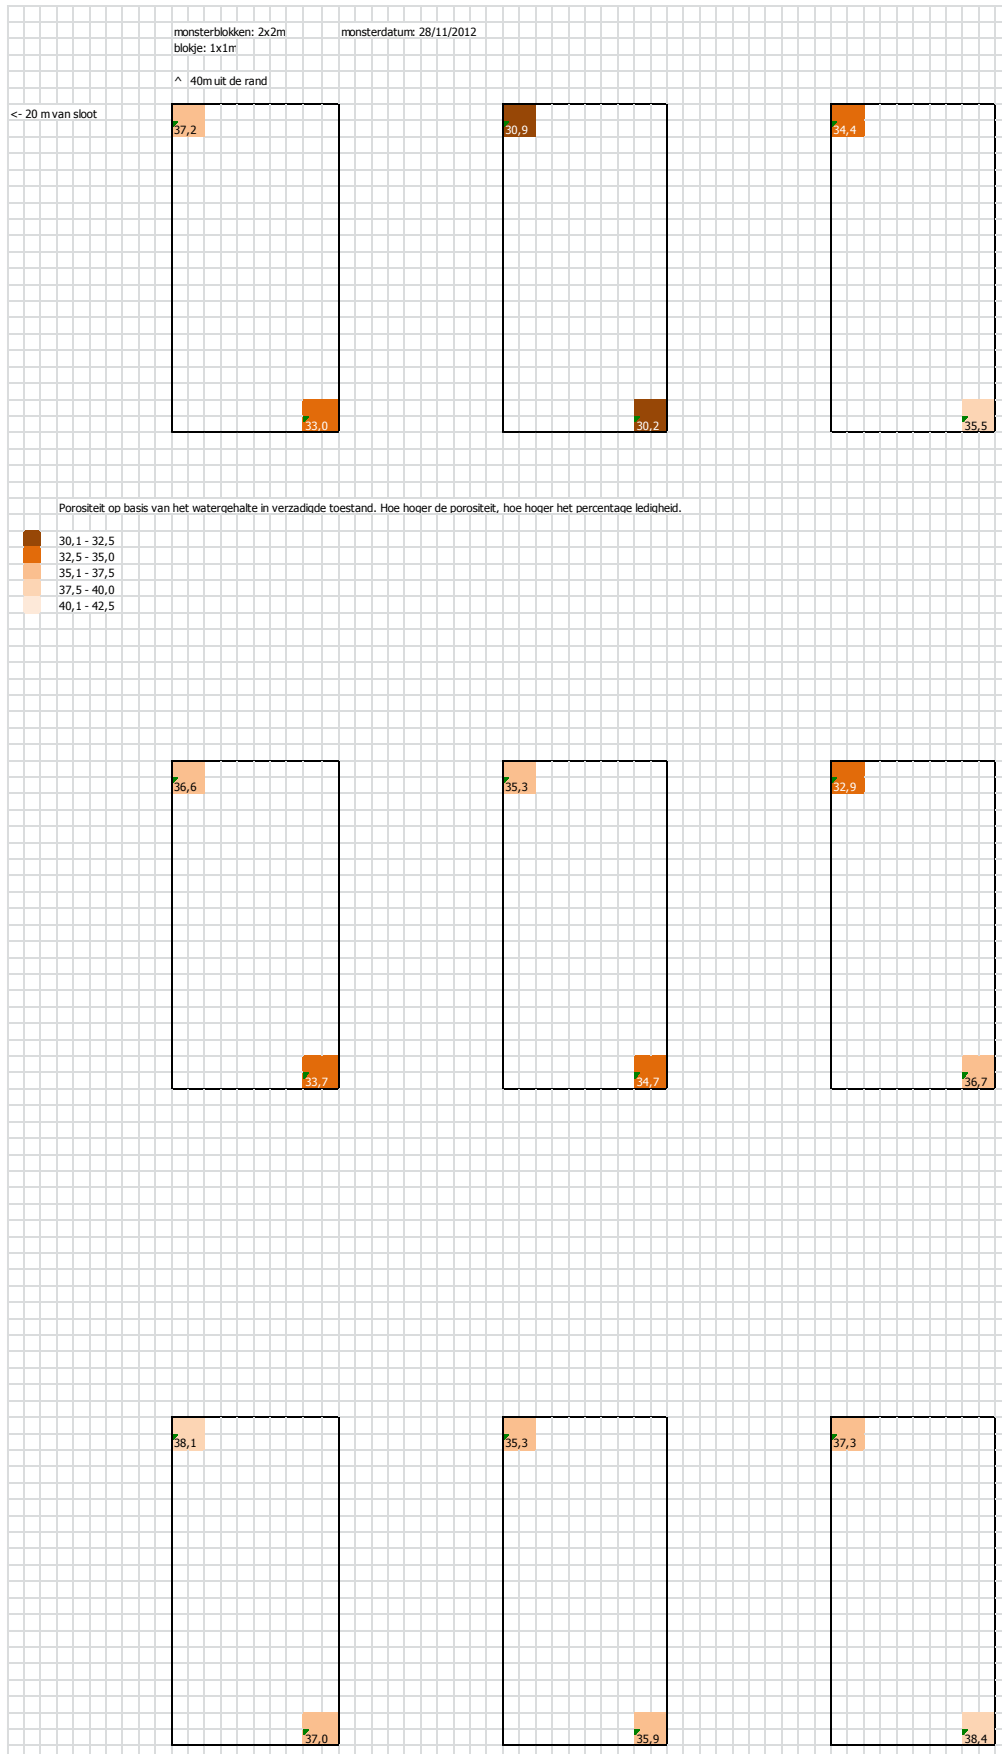 monsterblokken: 2x2m monsterdatum: 28/11/2012
blokje: 1x1m
^ 40m uit de rand
<- 20 m van sloot
37,2 30,9 34,4
33,0 30,2 35,5
Porositeit op basis van het watergehalte in verzadigde toestand. Hoe hoger de porositeit, hoe hoger het percentage ledigheid.
30,1 - 32,5
32,5 - 35,0
35,1 - 37,5
37,5 - 40,0
40,1 - 42,5
36,6 35,3 32,9
33,7 34,7 36,7
38,1 35,3 37,3
37,0 35,9 38,4